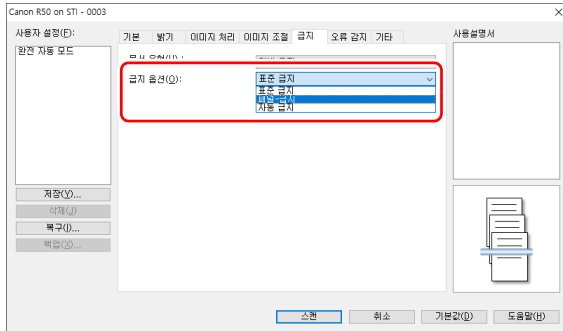 Canon R50 on STI - 0003
사용자 설정(F):
완전 자동 모드
저장(Y)...
삭제(J)
복구(I)...
백업(X)...
기본 밝기 이미지 처리 이미지 조절 급지 오류 감지 기타
급지 옵션(O): 표준 급지
표준 급지
패널 급지
자동 급지
사용설명서
스캔 취소 기본값(D) 도움말(H)